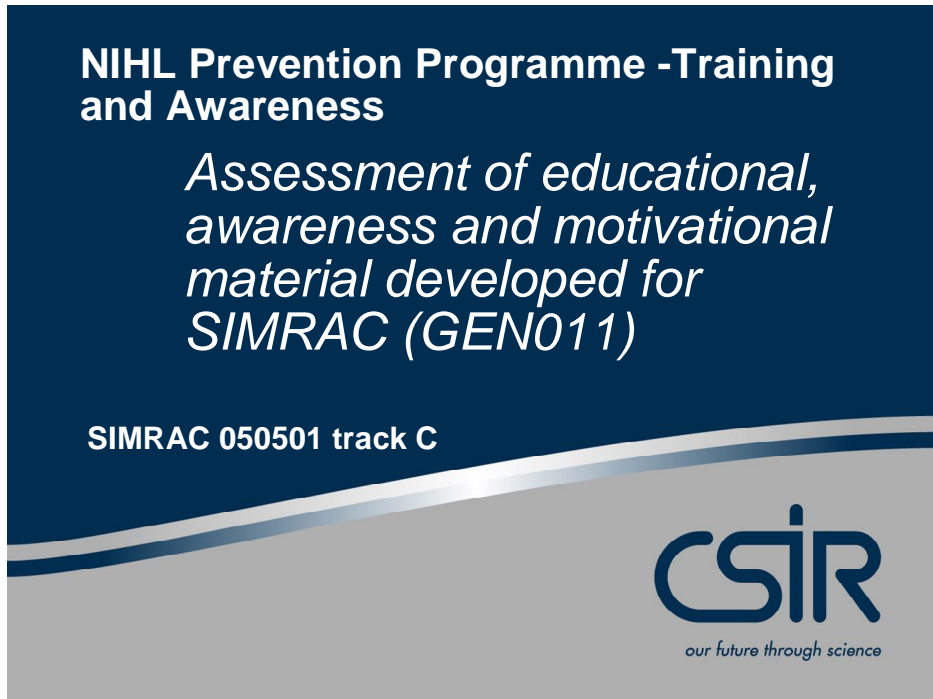 NIHL Prevention Programme -Training
and Awareness
Assessment of educational,
awareness and motivational
material developed for
SIMRAC (GEN011)
SIMRAC 050501 track C
CSIR
our future through science